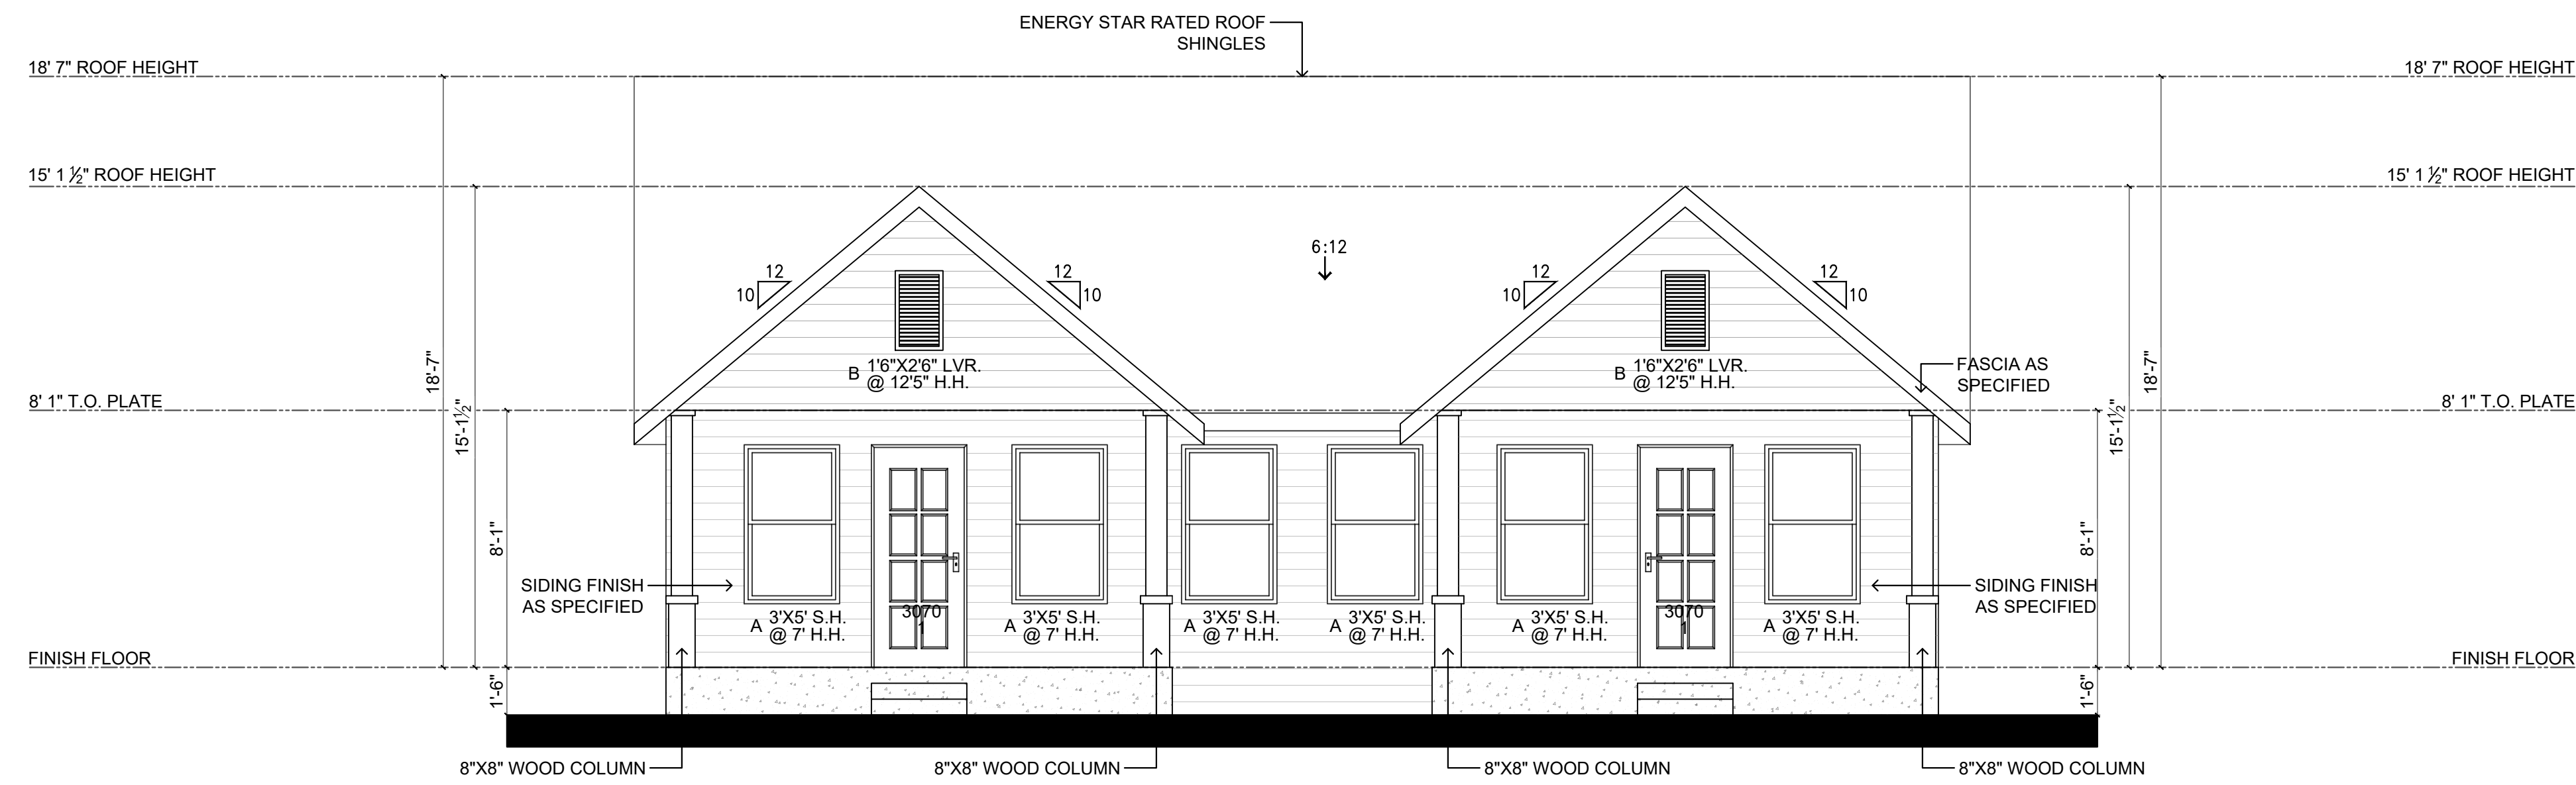 ENERGY STAR RATED ROOF
SHINGLES
18' 7" ROOF HEIGHT
18' 7" ROOF HEIGHT
15' 1 ½" ROOF HEIGHT
15' 1 ½" ROOF HEIGHT
6:12
12
10
12
10
12
10
12
10
B 1'6"X2'6" LVR.
@ 12'5" H.H.
B 1'6"X2'6" LVR.
@ 12'5" H.H.
FASCIA AS
SPECIFIED
18'-7"
15'-1½"
18'-7"
15'-1½"
8' 1" T.O. PLATE
8' 1" T.O. PLATE
8'-1"
8'-1"
SIDING FINISH
AS SPECIFIED
SIDING FINISH
AS SPECIFIED
A 3'X5' S.H.
@ 7' H.H.
3070
1
A 3'X5' S.H.
@ 7' H.H.
A 3'X5' S.H.
@ 7' H.H.
A 3'X5' S.H.
@ 7' H.H.
A 3'X5' S.H.
@ 7' H.H.
3070
1
A 3'X5' S.H.
@ 7' H.H.
FINISH FLOOR
FINISH FLOOR
1'-6"
1'-6"
8"X8" WOOD COLUMN
8"X8" WOOD COLUMN
8"X8" WOOD COLUMN
8"X8" WOOD COLUMN